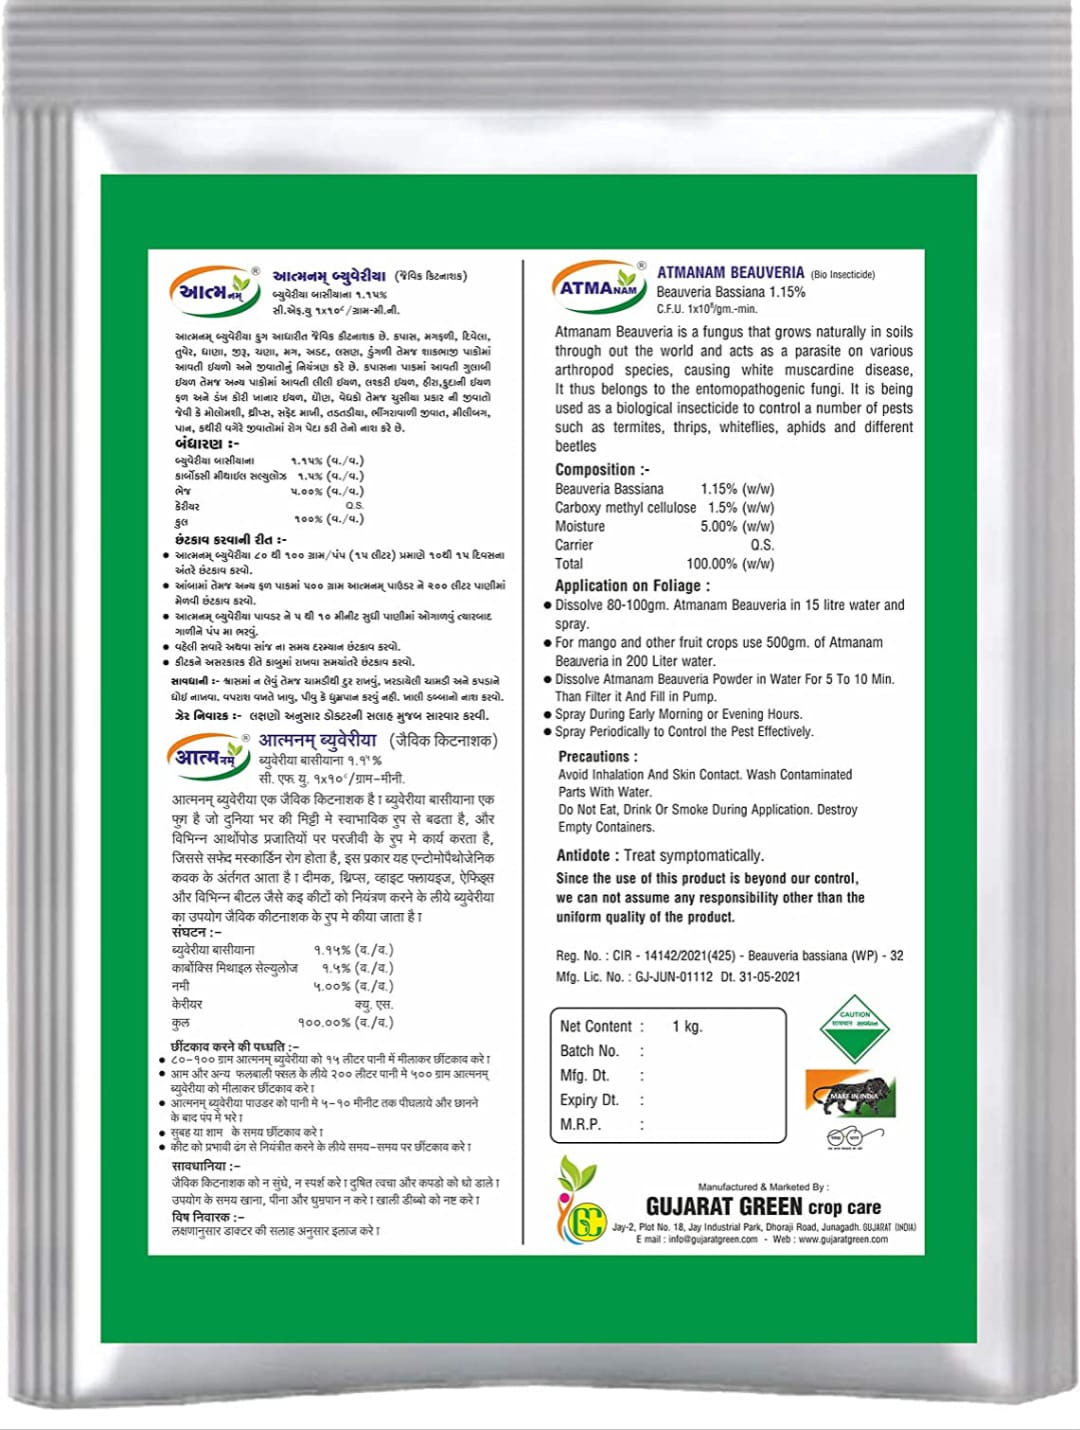 આત્મનમ્ ®
આત્મનમ્ બ્યુવેરીયા (જૈવિક કિટનાશક)
બ્યુવેરીયા બાસીયાના ૧.૧૫%
સી.એફ.યુ ૧x૧૦૮/ગ્રામ-મી.ની.
આત્મનમ્ બ્યુવેરીયા ફુગ આધારીત જૈવિક કીટનાશક છે. કપાસ, મગફળી, દિવેલા,
તુવેર, ધાણા, જીરૂ, ચણા, મગ, અડદ, લસણ, ડુંગળી તેમજ શાકભાજી પાકોમાં
આવતી ઈયળો અને જીવાતોનું નિયંત્રણ કરે છે. કપાસના પાકમાં આવતી ગુલાબી
ઈયળ તેમજ અન્ય પાકોમાં આવતી લીલી ઈયળ, લશ્કરી ઈયળ, હીરા,કુદાની ઈયળ
ફળ અને ડંખ કોરી ખાનાર ઈયળ, ઘૈણ, વેધકો તેમજ ચુસીયા પ્રકાર ની જીવાતો
જેવી કે મોલોમશી, થ્રીપ્સ, સફેદ માખી, તડતડીયા, ભીંગારાવાળી જીવાત, મીલીબગ,
પાન, કથીરી વગેરે જીવાતોમાં રોગ પેદા કરી તેનો નાશ કરે છે.
બંધારણ :-
બ્યુવેરીયા બાસીયાના ૧.૧૫% (વ./વ.)
કાર્બોક્સી મીથાઈલ સલ્યુલોઝ ૧.૫% (વ./વ.)
ભેજ ૫.૦૦% (વ./વ.)
કેરીયર Q.S.
કુલ ૧૦૦% (વ./વ.)
છંટકાવ કરવાની રીત :-
● આત્મનમ્ બ્યુવેરીયા ૮૦ થી ૧૦૦ ગ્રામ/પંપ (૧૫ લીટર) પ્રમાણે ૧૦થી ૧૫ દિવસના
અંતરે છંટકાવ કરવો.
● આંબામાં તેમજ અન્ય ફળ પાકમાં ૫૦૦ ગ્રામ આત્મનમ્ પાઉડર ને ૨૦૦ લીટર પાણીમાં
મેળવી છંટકાવ કરવો.
● આત્મનમ્ બ્યુવેરીયા પાવડર ને ૫ થી ૧૦ મીનીટ સુધી પાણીમાં ઓગાળવું ત્યારબાદ
ગાળીને પંપ મા ભરવું.
● વહેલી સવારે અથવા સાંજ ના સમય દરમ્યાન છંટકાવ કરવો.
● કીટકને અસરકારક રીતે કાબુમાં રાખવા સમયાંતરે છંટકાવ કરવો.
સાવધાની :- શ્વાસમાં ન લેવું તેમજ ચામડીથી દુર રાખવું, ખરડાયેલી ચામડી અને કપડાને
ધોઈ નાખવા. વપરાશ વખતે ખાવુ, પીવુ કે ધુમ્રપાન કરવું નહી. ખાલી ડબ્બાનો નાશ કરવો.
ઝેર નિવારક :- લક્ષણો અનુસાર ડોક્ટરની સલાહ મુજબ સારવાર કરવી.
आत्मनम् ®
आत्मनम् ब्युवेरीया (जैविक किटनाशक)
ब्युवेरीया बासीयाना १.१५%
सी. एफ. यु. १x१०८/ग्राम-मीनी.
आत्मनम् ब्युवेरीया एक जैविक किटनाशक है। ब्युवेरीया बासीयाना एक
फुग है जो दुनिया भर की मिट्टी मे स्वाभाविक रुप से बढता है, और
विभिन्न आर्थोपोड प्रजातियों पर परजीवी के रुप मे कार्य करता है,
जिससे सफेद मस्कार्डिन रोग होता है, इस प्रकार यह एन्टोमोपैथोजेनिक
कवक के अंर्तगत आता है। दीमक, थ्रिप्स, व्हाइट फ्लायइज, ऐफिड्स
और विभिन्न बीटल जैसे कइ कीटों को नियंत्रण करने के लीये ब्युवेरीया
का उपयोग जैविक कीटनाशक के रुप मे कीया जाता है।
संघटन :-
ब्युवेरीया बासीयाना १.१५% (व./व.)
कार्बोक्सि मिथाइल सेल्युलोज १.५% (व./व.)
नमी ५.००% (व./व.)
केरीयर क्यु. एस.
कुल १००.००% (व./व.)
छींटकाव करने की पध्धति :-
● ८०-१०० ग्राम आत्मनम् ब्युवेरीया को १५ लीटर पानी में मीलाकर छींटकाव करे।
● आम और अन्य फलबाली फ्सल के लीये २०० लीटर पानी मे ५०० ग्राम आत्मनम्
ब्युवेरीया को मीलाकर छींटकाव करे।
● आत्मनम् ब्युवेरीया पाउडर को पानी मे ५-१० मीनीट तक पीघलाये और छानने
के बाद पंप मे भरे।
● सुबह या शाम के समय छींटकाव करे।
● कीट को प्रभावी ढंग से नियंत्रीत करने के लीये समय-समय पर छींटकाव करे।
सावधानिया :-
जैविक किटनाशक को न सुंघे, न स्पर्श करे। दुषित त्वचा और कपडो को धो डाले।
उपयोग के समय खाना, पीना और घुम्रपान न करे। खाली डीब्बो को नष्ट करे।
विष निवारक :-
लक्षणानुसार डाक्टर की सलाह अनुसार इलाज करे।
ATMANAM ®
ATMANAM BEAUVERIA (Bio Insecticide)
Beauveria Bassiana 1.15%
C.F.U. 1x10⁸/gm.-min.
Atmanam Beauveria is a fungus that grows naturally in soils
through out the world and acts as a parasite on various
arthropod species, causing white muscardine disease,
It thus belongs to the entomopathogenic fungi. It is being
used as a biological insecticide to control a number of pests
such as termites, thrips, whiteflies, aphids and different
beetles
Composition :-
Beauveria Bassiana 1.15% (w/w)
Carboxy methyl cellulose 1.5% (w/w)
Moisture 5.00% (w/w)
Carrier Q.S.
Total 100.00% (w/w)
Application on Foliage :
● Dissolve 80-100gm. Atmanam Beauveria in 15 litre water and
spray.
● For mango and other fruit crops use 500gm. of Atmanam
Beauveria in 200 Liter water.
● Dissolve Atmanam Beauveria Powder in Water For 5 To 10 Min.
Than Filter it And Fill in Pump.
● Spray During Early Morning or Evening Hours.
● Spray Periodically to Control the Pest Effectively.
Precautions :
Avoid Inhalation And Skin Contact. Wash Contaminated
Parts With Water.
Do Not Eat, Drink Or Smoke During Application. Destroy
Empty Containers.
Antidote : Treat symptomatically.
Since the use of this product is beyond our control,
we can not assume any responsibility other than the
uniform quality of the product.
Reg. No. : CIR - 14142/2021(425) - Beauveria bassiana (WP) - 32
Mfg. Lic. No. : GJ-JUN-01112 Dt. 31-05-2021
Net Content : 1 kg.
Batch No. :
Mfg. Dt. :
Expiry Dt. :
M.R.P. :
CAUTION
सावधान સાવધાન
MAKE IN INDIA
GC
Manufactured & Marketed By :
GUJARAT GREEN crop care
Jay-2, Plot No. 18, Jay Industrial Park, Dhoraji Road, Junagadh. GUJARAT (INDIA)
E mail : info@gujaratgreen.com - Web : www.gujaratgreen.com